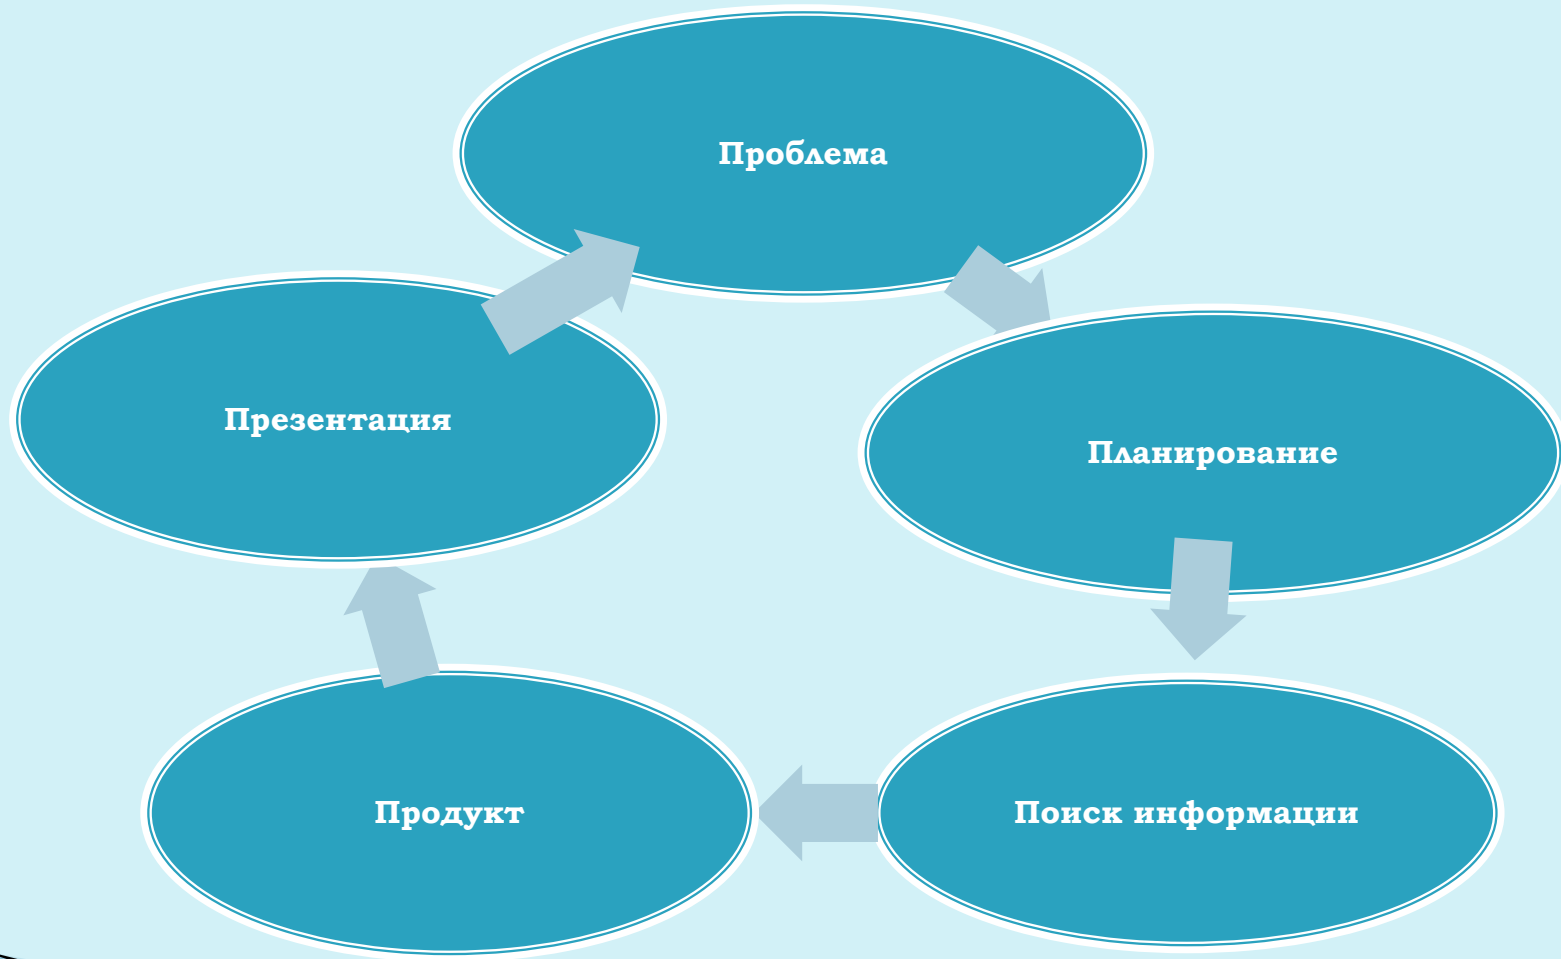 Проблема
Планирование
Поиск информации
Продукт
Презентация